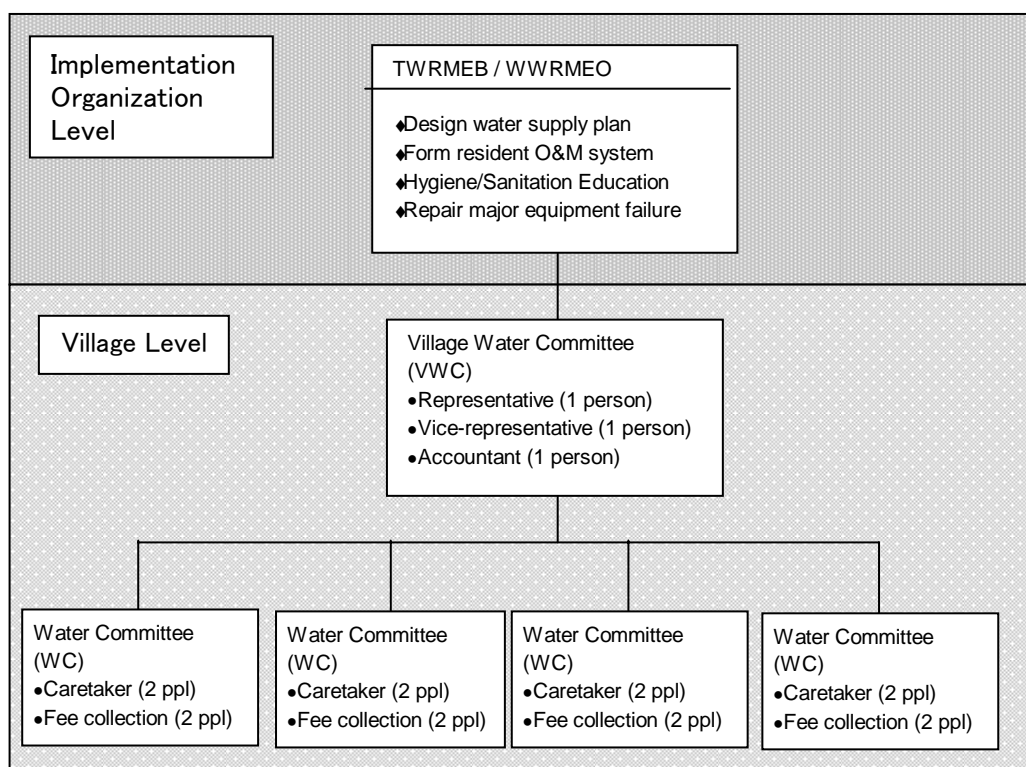 Implementation
Organization
Level
TWRMEB / WWRMEO
♦Design water supply plan
♦Form resident O&M system
♦Hygiene/Sanitation Education
♦Repair major equipment failure
Village Level
Village Water Committee
(VWC)
•Representative (1 person)
•Vice-representative (1 person)
•Accountant (1 person)
Water Committee
(WC)
•Caretaker (2 ppl)
•Fee collection (2 ppl)
Water Committee
(WC)
•Caretaker (2 ppl)
•Fee collection (2 ppl)
Water Committee
(WC)
•Caretaker (2 ppl)
•Fee collection (2 ppl)
Water Committee
(WC)
•Caretaker (2 ppl)
•Fee collection (2 ppl)